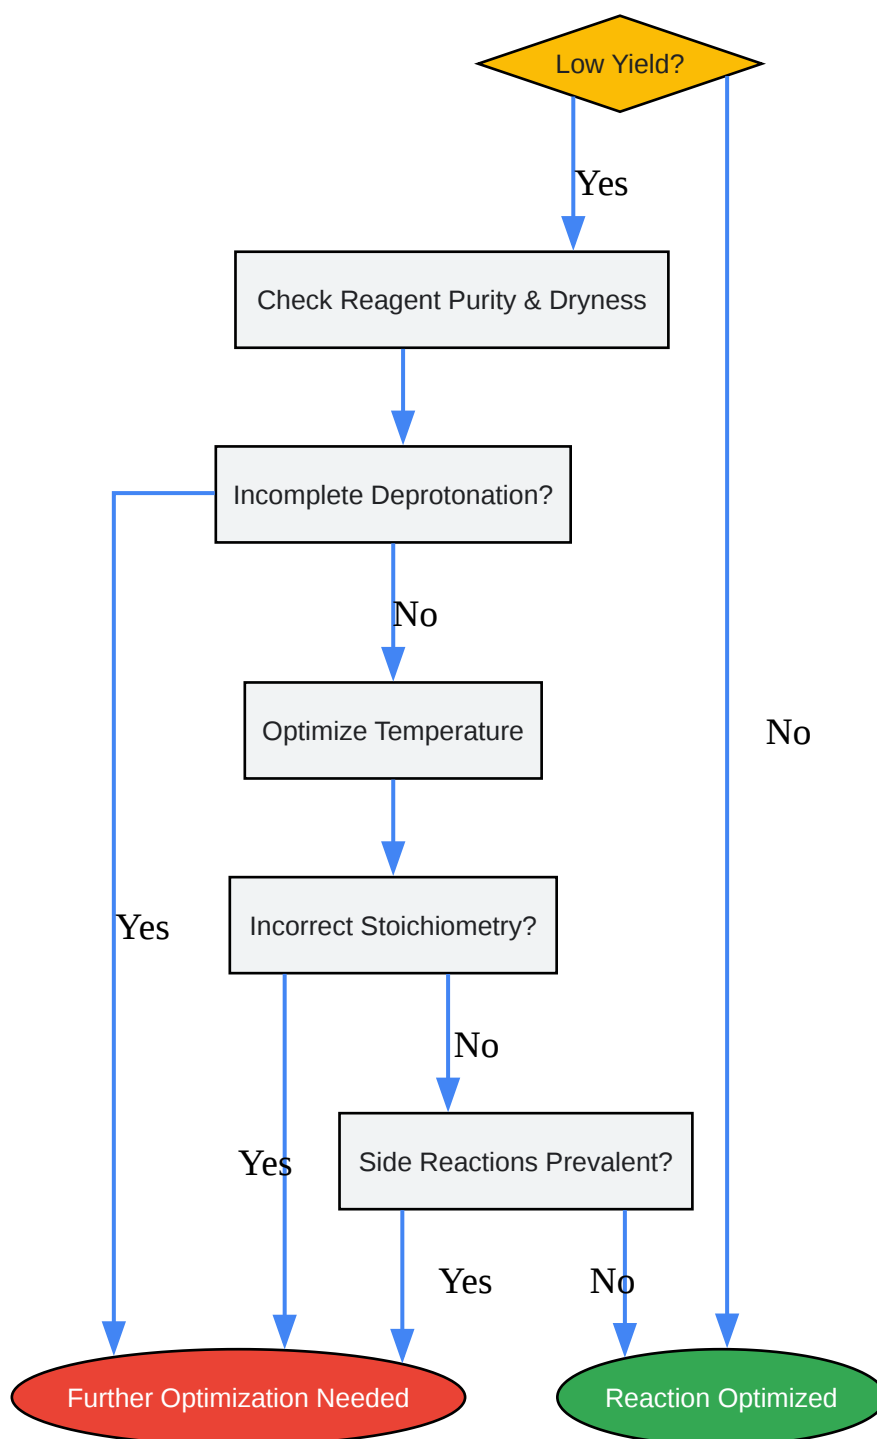 Low Yield?
Yes
Check Reagent Purity & Dryness
Incomplete Deprotonation?
No
Optimize Temperature
No
Incorrect Stoichiometry?
Yes
No
Side Reactions Prevalent?
Yes
Yes
No
Further Optimization Needed
Reaction Optimized